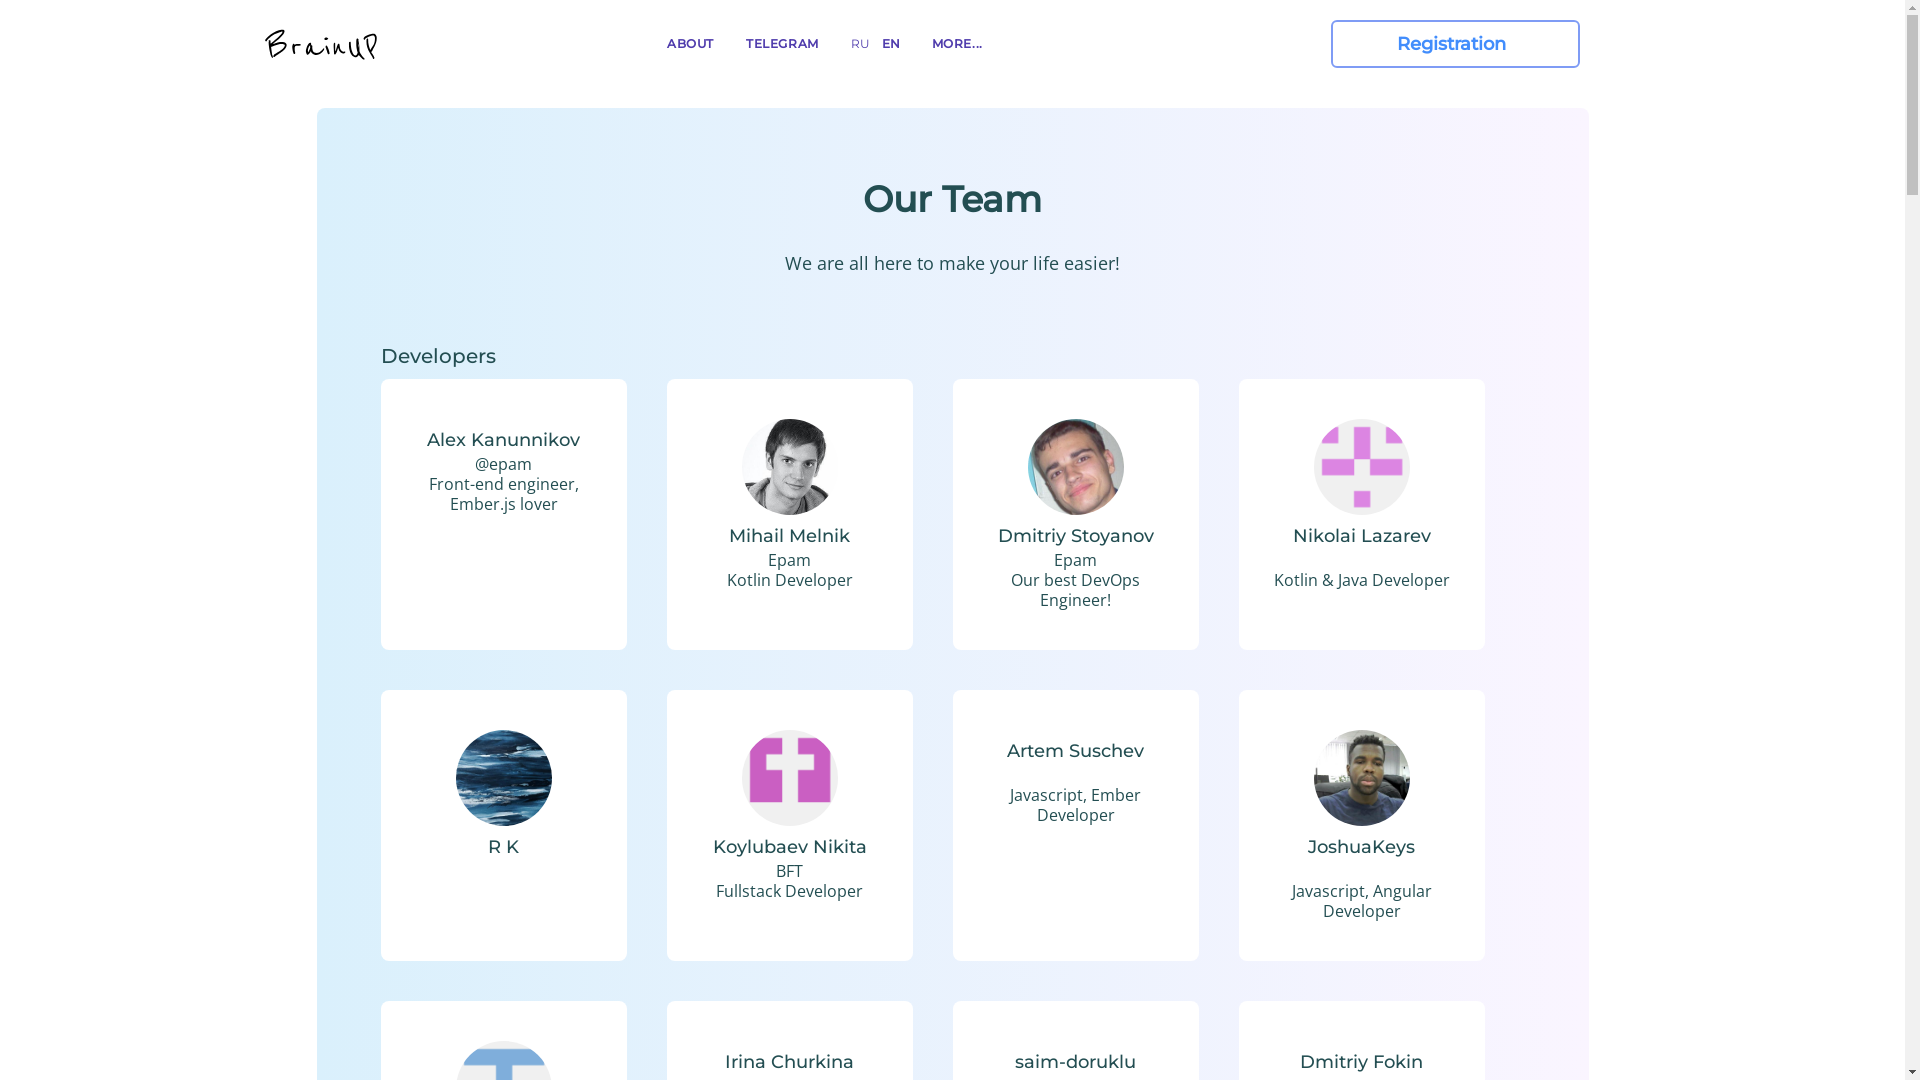 BrainUP
ABOUT
TELEGRAM
RU
EN
MORE...
Registration
Our Team
We are all here to make your life easier!
Developers
Alex Kanunnikov
@epam
Front-end engineer,
Ember.js lover
Mihail Melnik
Epam
Kotlin Developer
Dmitriy Stoyanov
Epam
Our best DevOps
Engineer!
Nikolai Lazarev
Kotlin & Java Developer
R K
Koylubaev Nikita
BFT
Fullstack Developer
Artem Suschev
Javascript, Ember
Developer
JoshuaKeys
Javascript, Angular
Developer
Irina Churkina
saim-doruklu
Dmitriy Fokin